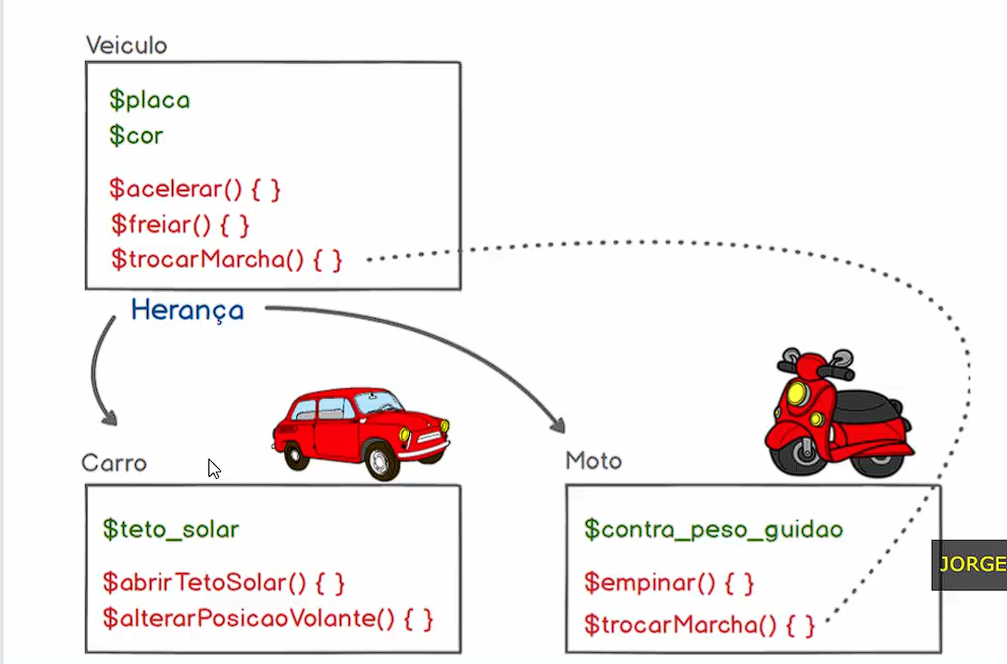 Veiculo
$placa
$cor
$acelerar() { }
$freiar() { }
$trocarMarcha() { }
Herança
Carro
$teto_solar
$abrirTetoSolar() { }
$alterarPosicaoVolante() { }
Moto
$contra_peso_guidao
$empinar() { }
$trocarMarcha() { }
JORGE